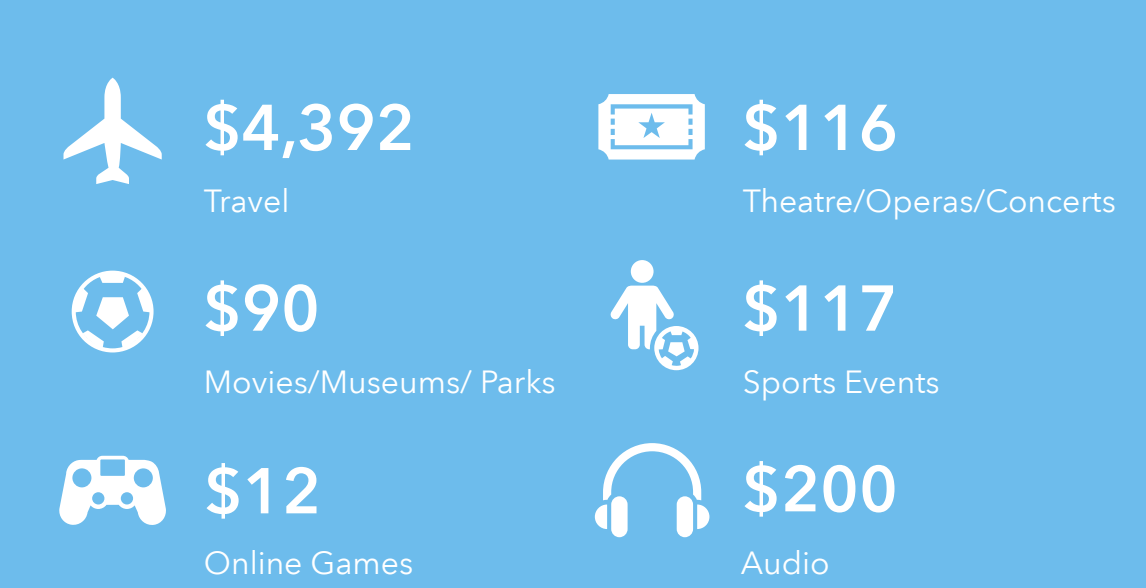 $4,392
Travel
$116
Theatre/Operas/Concerts
$90
Movies/Museums/ Parks
$117
Sports Events
$12
Online Games
$200
Audio